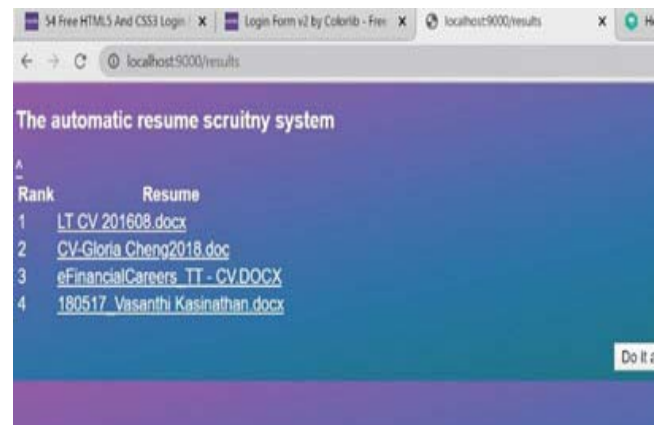 54 Free HTML5 And CSS3 Login
Login Form v2 by Colorlib - Free
localhost:9000/results
localhost:9000/results
The automatic resume scruitny system
^
Rank Resume
1 LT CV 201608.docx
2 CV-Gloria Cheng2018.doc
3 eFinancialCareers_TT - CV.DOCX
4 180517_Vasanthi Kasinathan.docx
Do it